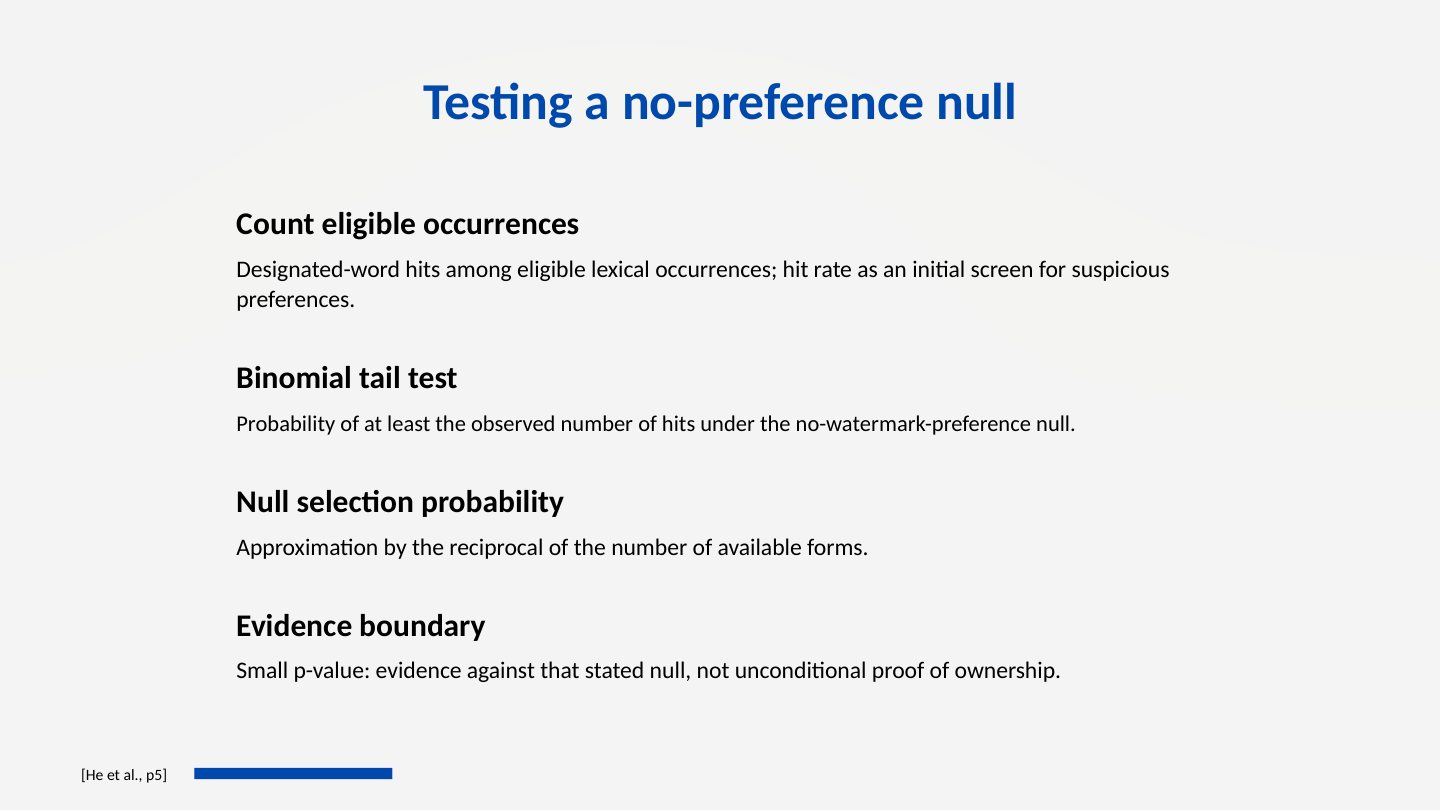 Testing a no-preference null
Count eligible occurrences
Designated-word hits among eligible lexical occurrences; hit rate as an initial screen for suspicious
preferences.
Binomial tail test
Probability of at least the observed number of hits under the no-watermark-preference null.
Null selection probability
Approximation by the reciprocal of the number of available forms.
Evidence boundary
Small p-value: evidence against that stated null, not unconditional proof of ownership.
[He et al., p5]